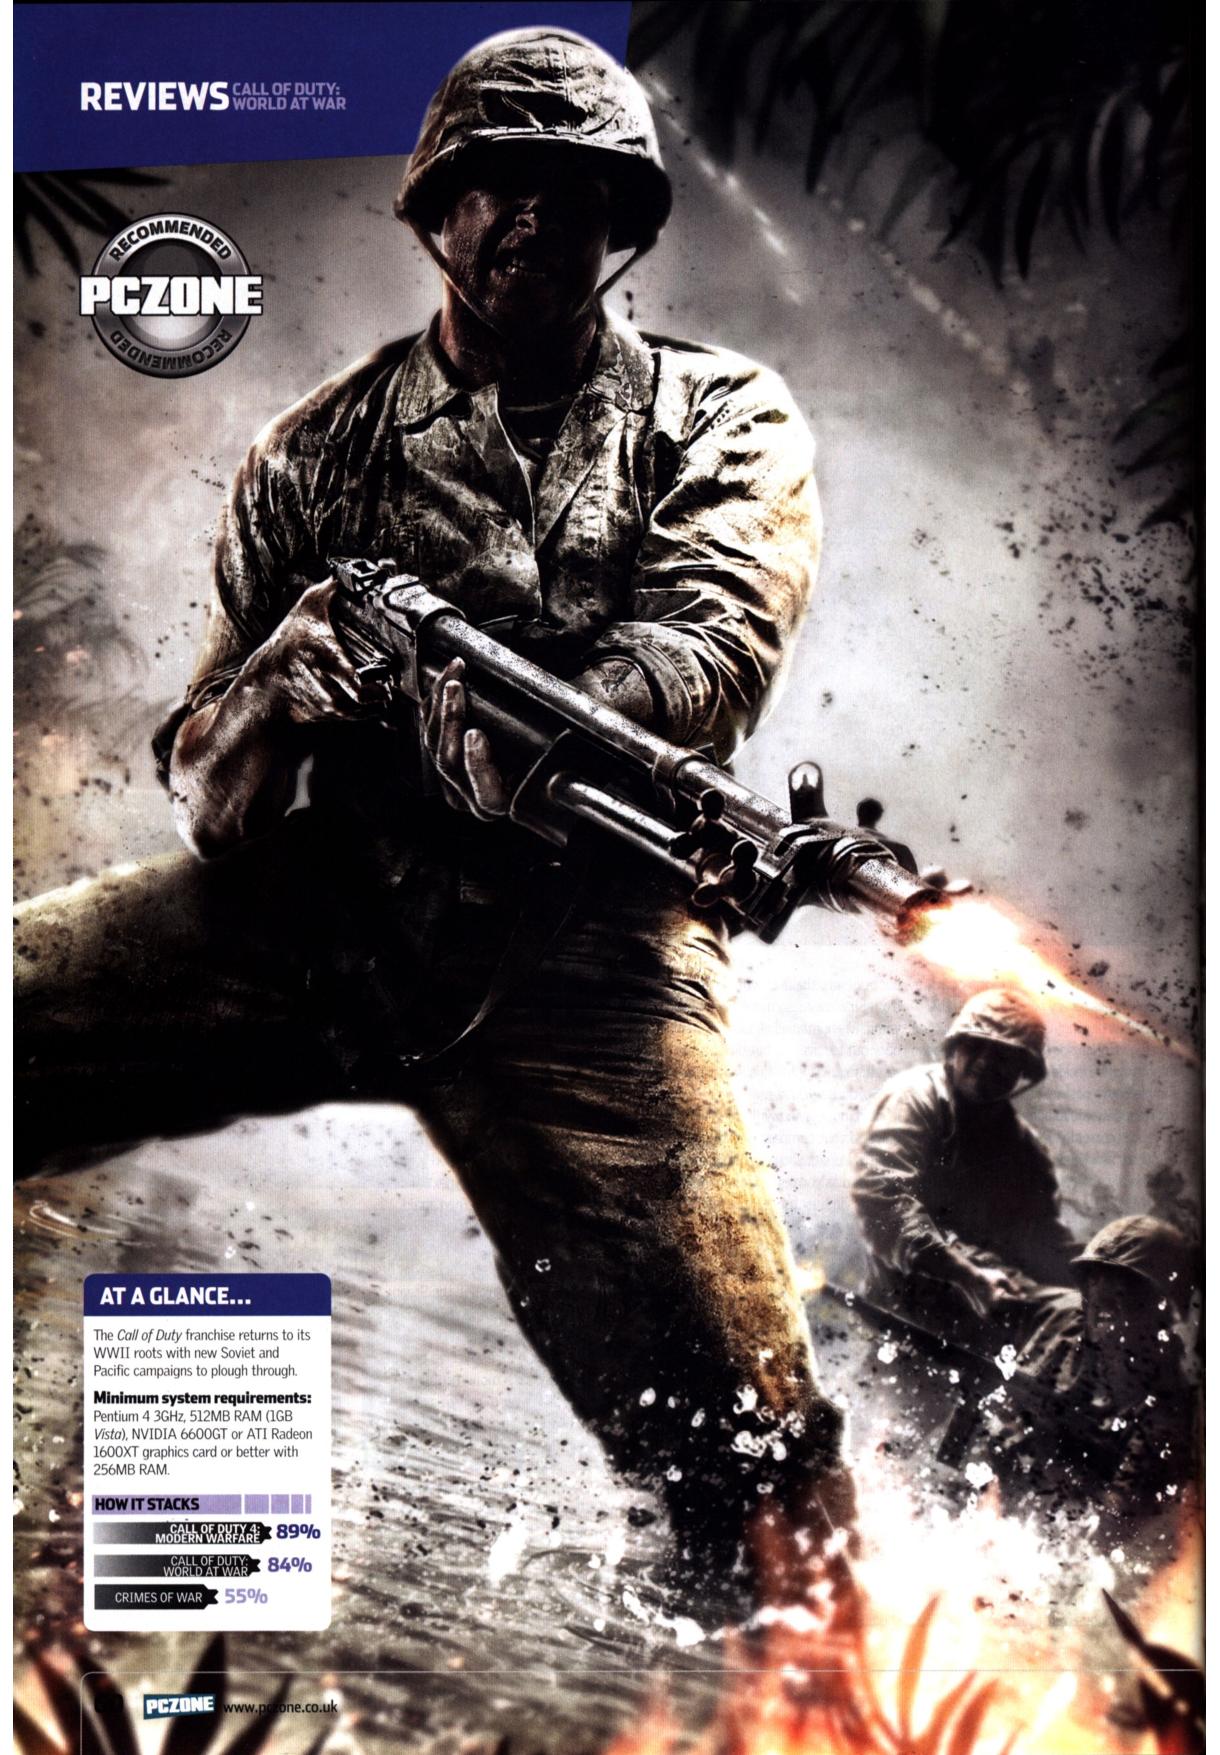 REVIEWS CALL OF DUTY:
WORLD AT WAR
RECOMMENDED
PCZONE
RECOMMENDED
AT A GLANCE...
The Call of Duty franchise returns to its
WWII roots with new Soviet and
Pacific campaigns to plough through.
Minimum system requirements:
Pentium 4 3GHz, 512MB RAM (1GB
Vista), NVIDIA 6600GT or ATI Radeon
1600XT graphics card or better with
256MB RAM.
HOW IT STACKS
CALL OF DUTY 4:
MODERN WARFARE 89%
CALL OF DUTY:
WORLD AT WAR 84%
CRIMES OF WAR 55%
PCZONE www.pczone.co.uk